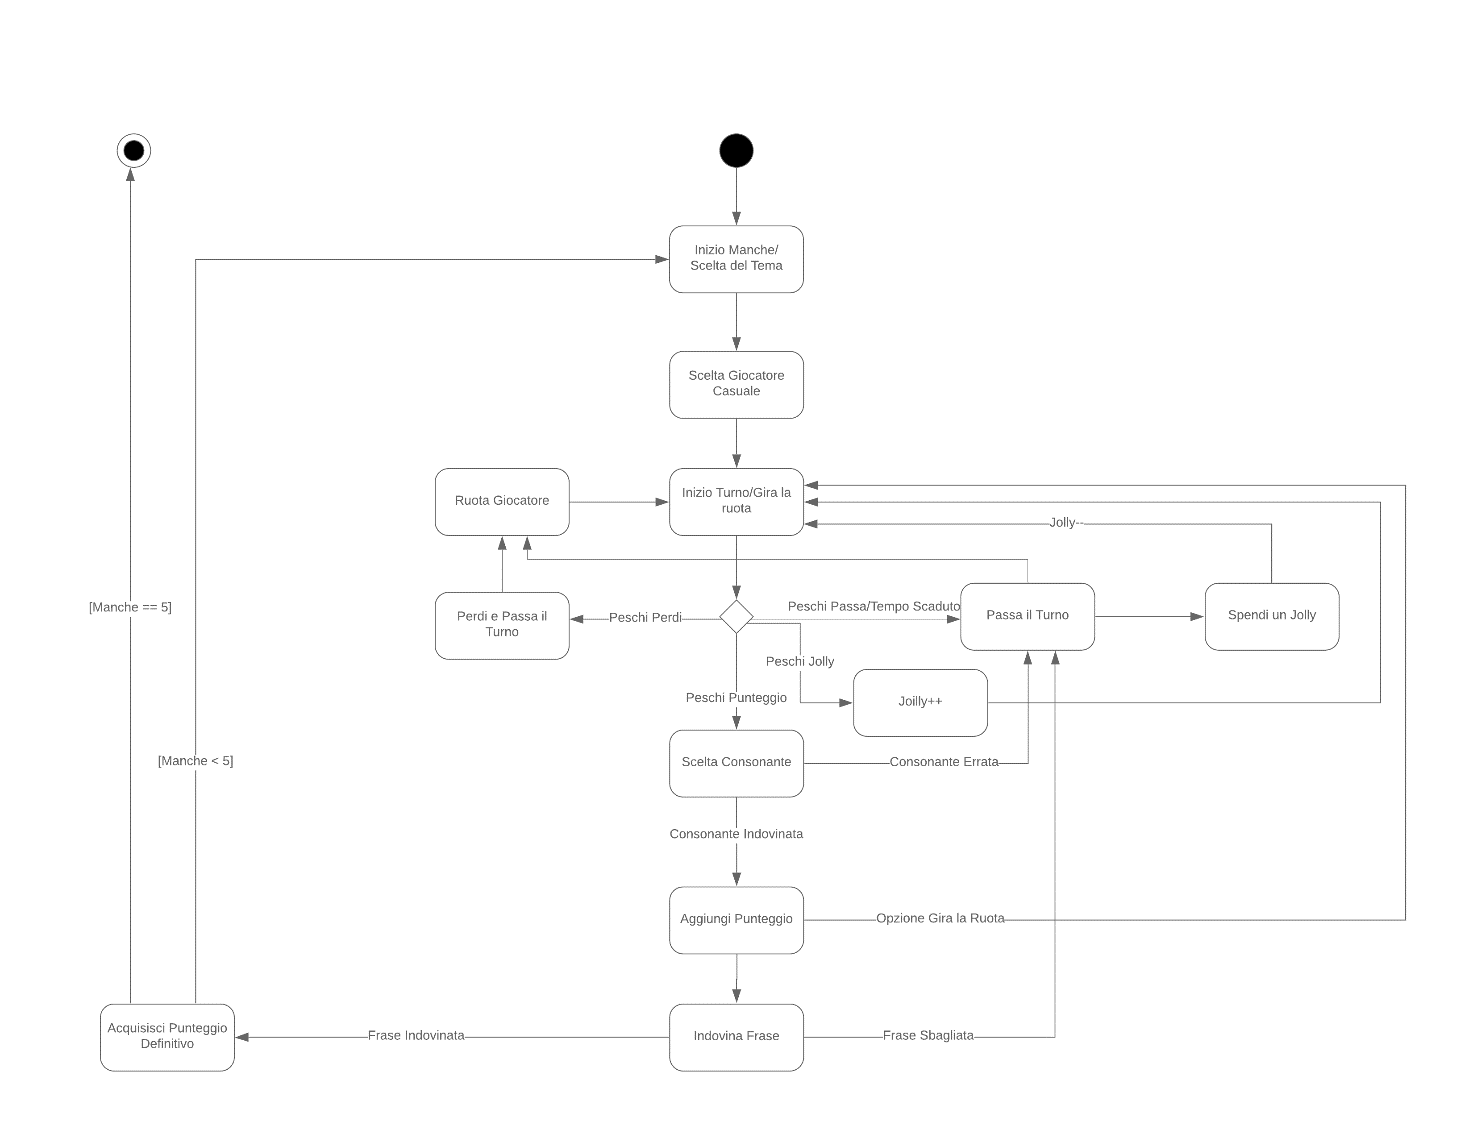 Inizio Manche/
Scelta del Tema
Scelta Giocatore
Casuale
Ruota Giocatore
Inizio Turno/Gira la
ruota
Jolly--
[Manche == 5]
Perdi e Passa il
Turno
Peschi Perdi
Peschi Passa/Tempo Scaduto
Passa il Turno
Spendi un Jolly
Peschi Jolly
Peschi Punteggio
Joilly++
[Manche < 5]
Scelta Consonante
Consonante Errata
Consonante Indovinata
Aggiungi Punteggio
Opzione Gira la Ruota
Acquisisci Punteggio
Definitivo
Frase Indovinata
Indovina Frase
Frase Sbagliata